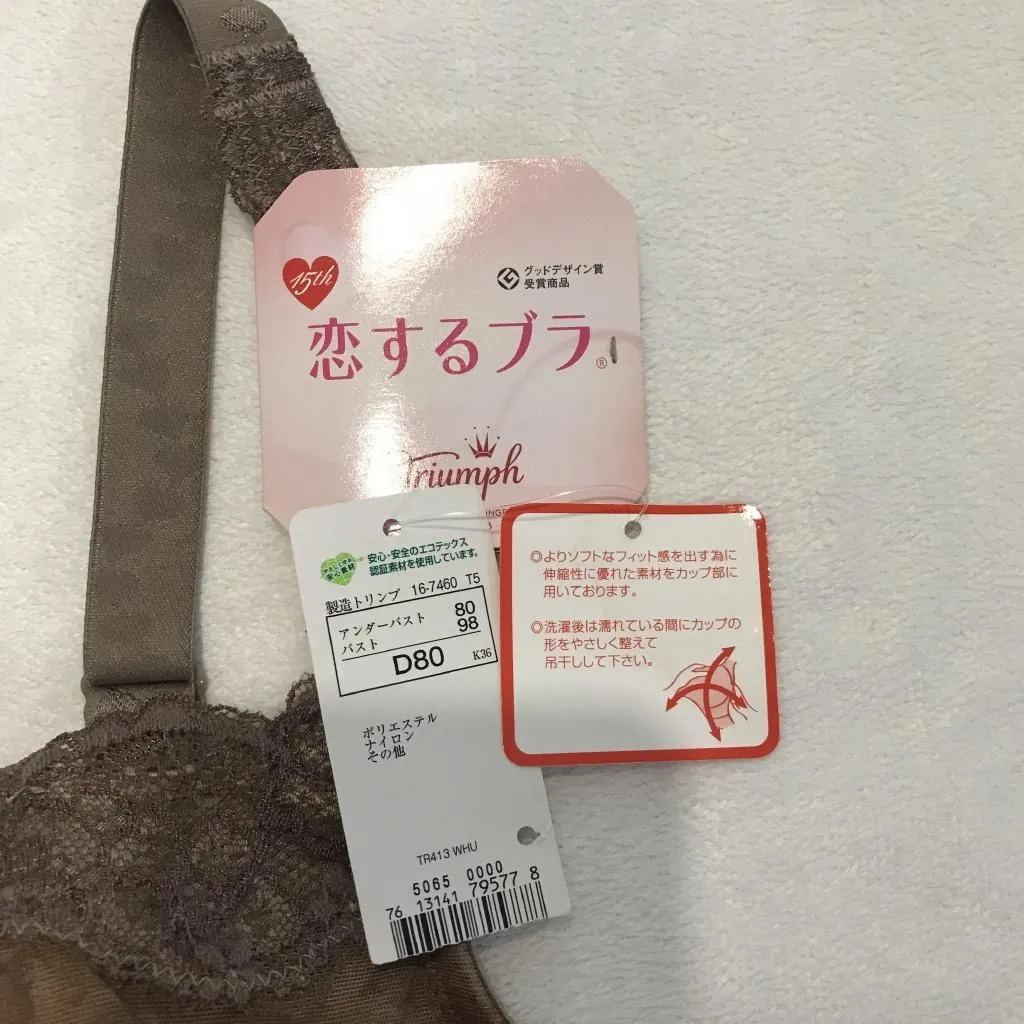 15th
グッドデザイン賞
受賞商品
恋するブラ®
Triumph
安心・安全のエコテックス
認証素材を使用しています。
安心素材
製造トリンプ 16-7460 T5
アンダーバスト 80
バスト 98
D80 K36
ポリエステル
ナイロン
その他
TR413 WHU
5065 0000
76 13141 79577 8
◎よりソフトなフィット感を出す為に
伸縮性に優れた素材をカップ部に
用いております。
◎洗濯後は濡れている間にカップの
形をやさしく整えて
吊干しして下さい。